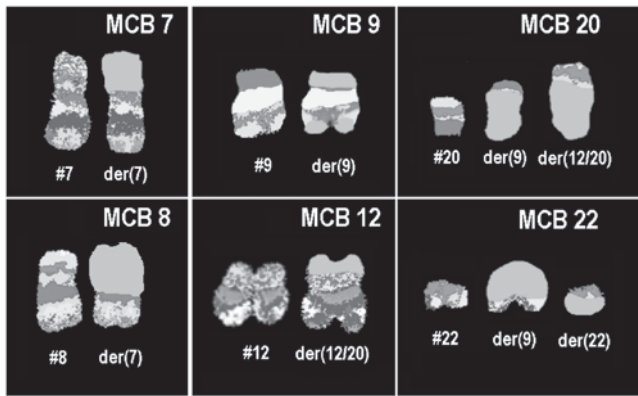 MCB 7
#7 der(7)
MCB 9
#9 der(9)
MCB 20
#20 der(9) der(12/20)
MCB 8
#8 der(7)
MCB 12
#12 der(12/20)
MCB 22
#22 der(9) der(22)